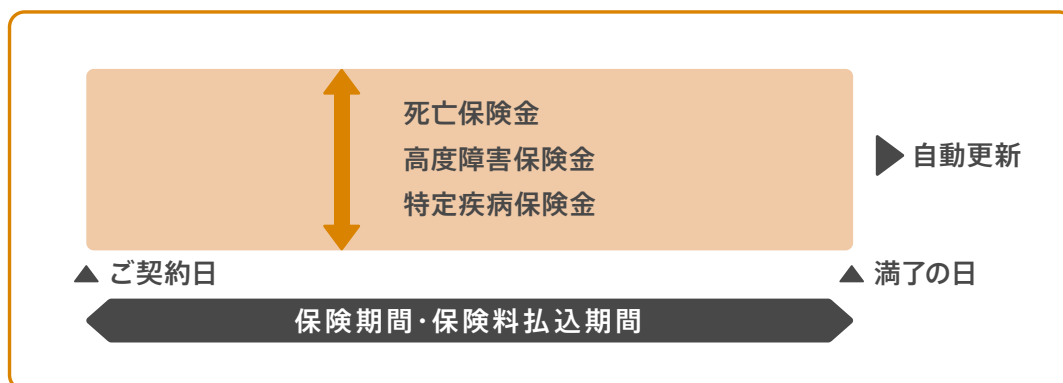 死亡保険金
高度障害保険金
特定疾病保険金
自動更新
ご契約日
満了の日
保険期間・保険料払込期間